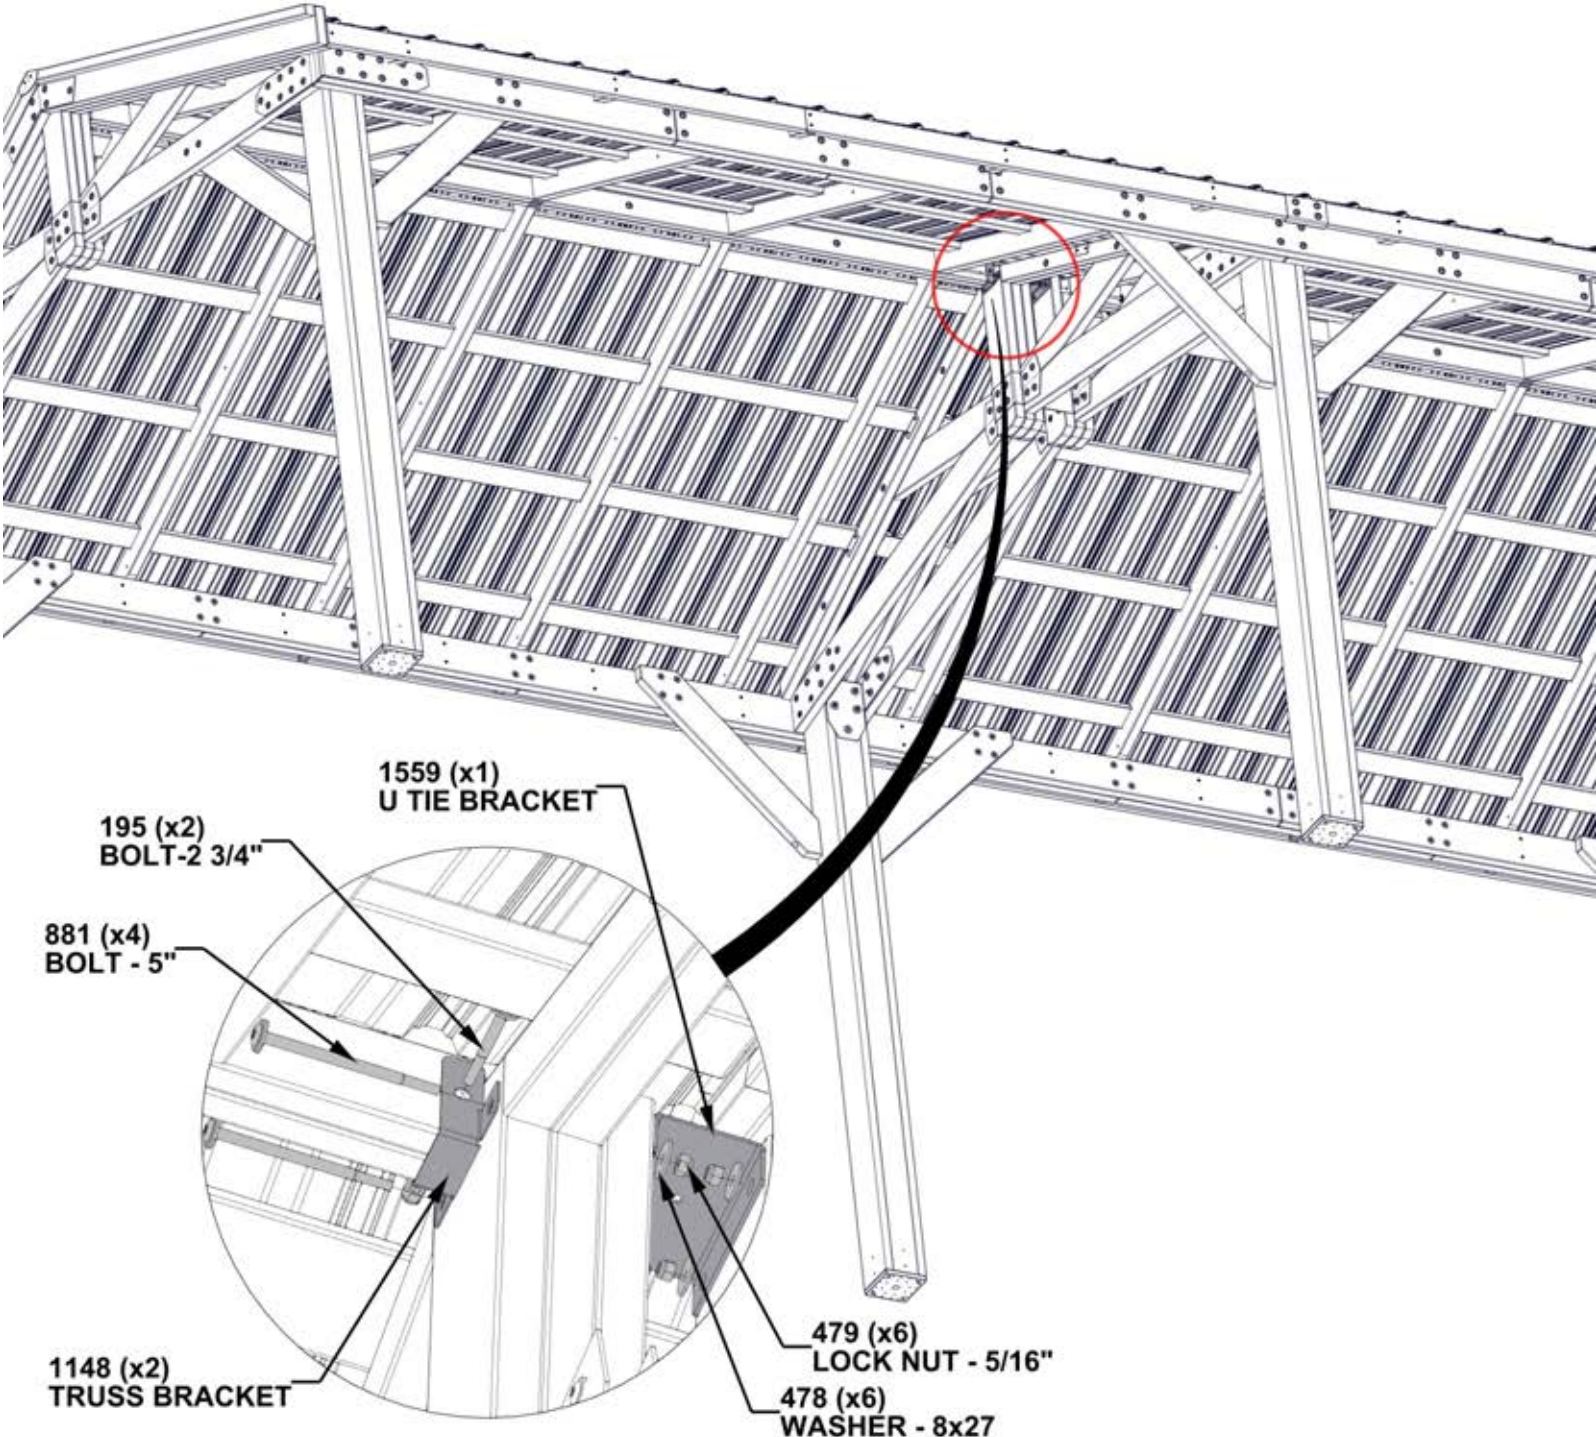 1559 (x1)
U TIE BRACKET
195 (x2)
BOLT-2 3/4"
881 (x4)
BOLT - 5"
1148 (x2)
TRUSS BRACKET
479 (x6)
LOCK NUT - 5/16"
478 (x6)
WASHER - 8x27